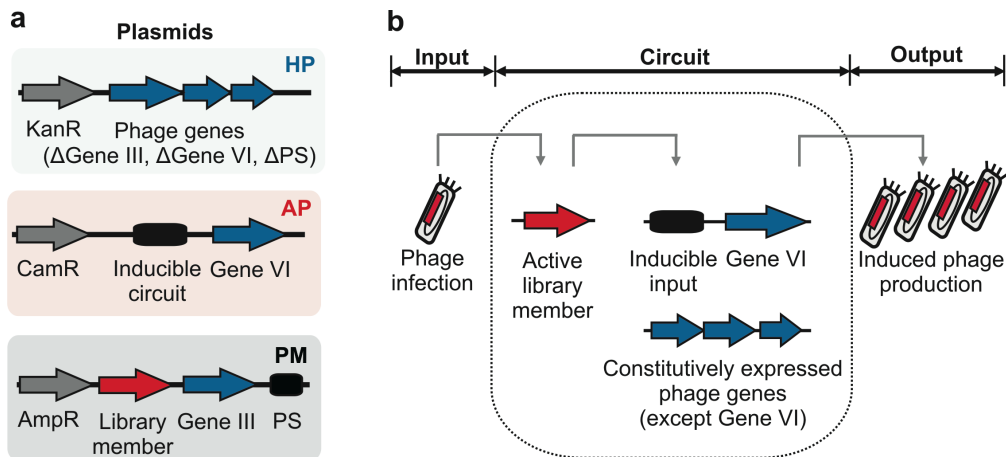 a
Plasmids
HP
KanR
Phage genes
(ΔGene III, ΔGene VI, ΔPS)
AP
CamR
Inducible
circuit
Gene VI
PM
AmpR
Library
member
Gene III
PS
b
Input
Circuit
Output
Phage
infection
Active
library
member
Inducible
input
Gene VI
Constitutively expressed
phage genes
(except Gene VI)
Induced phage
production